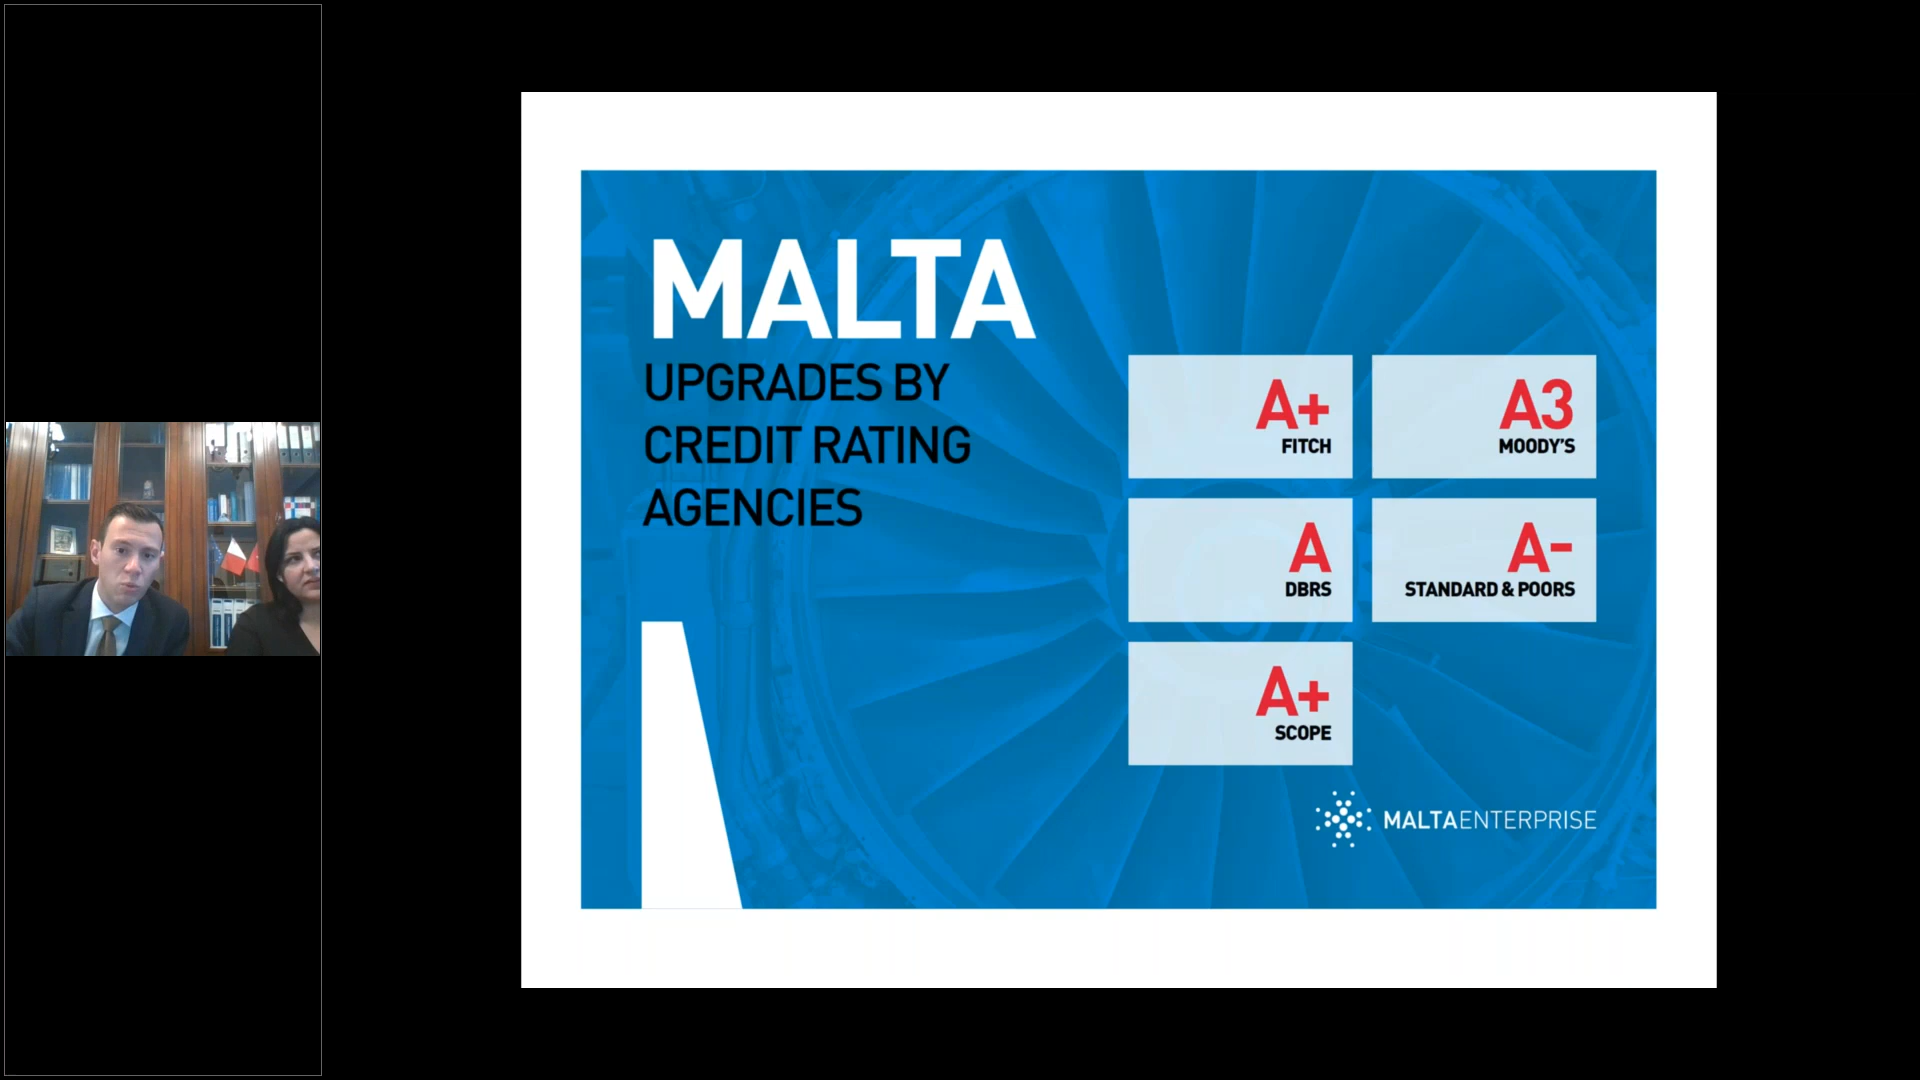 MALTA
UPGRADES BY
CREDIT RATING
AGENCIES
A+
FITCH
A3
MOODY'S
A
DBRS
A-
STANDARD & POORS
A+
SCOPE
MALTAENTERPRISE